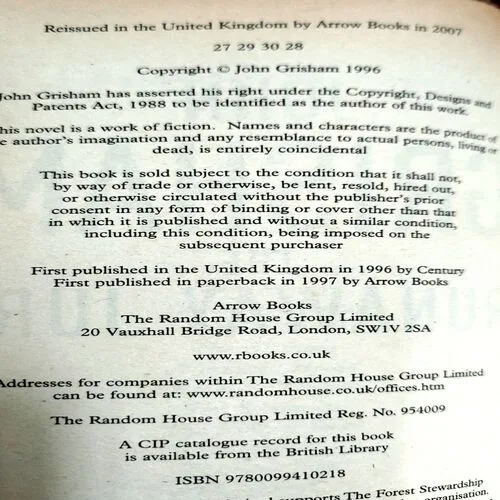 Reissued in the United Kingdom by Arrow Books in 2007
27 29 30 28
Copyright © John Grisham 1996
John Grisham has asserted his right under the Copyright, Designs and
Patents Act, 1988 to be identified as the author of this work.
his novel is a work of fiction. Names and characters are the product of
e author's imagination and any resemblance to actual persons, living or
dead, is entirely coincidental
This book is sold subject to the condition that it shall not,
by way of trade or otherwise, be lent, resold, hired out,
or otherwise circulated without the publisher's prior
consent in any form of binding or cover other than that
in which it is published and without a similar condition,
including this condition, being imposed on the
subsequent purchaser
First published in the United Kingdom in 1996 by Century
First published in paperback in 1997 by Arrow Books
Arrow Books
The Random House Group Limited
20 Vauxhall Bridge Road, London, SW1V 2SA
www.rbooks.co.uk
Addresses for companies within The Random House Group Limited
can be found at: www.randomhouse.co.uk/offices.htm
The Random House Group Limited Reg. No. 954009
A CIP catalogue record for this book
is available from the British Library
ISBN 9780099410218
supports The Forest Stewardship
organisation.